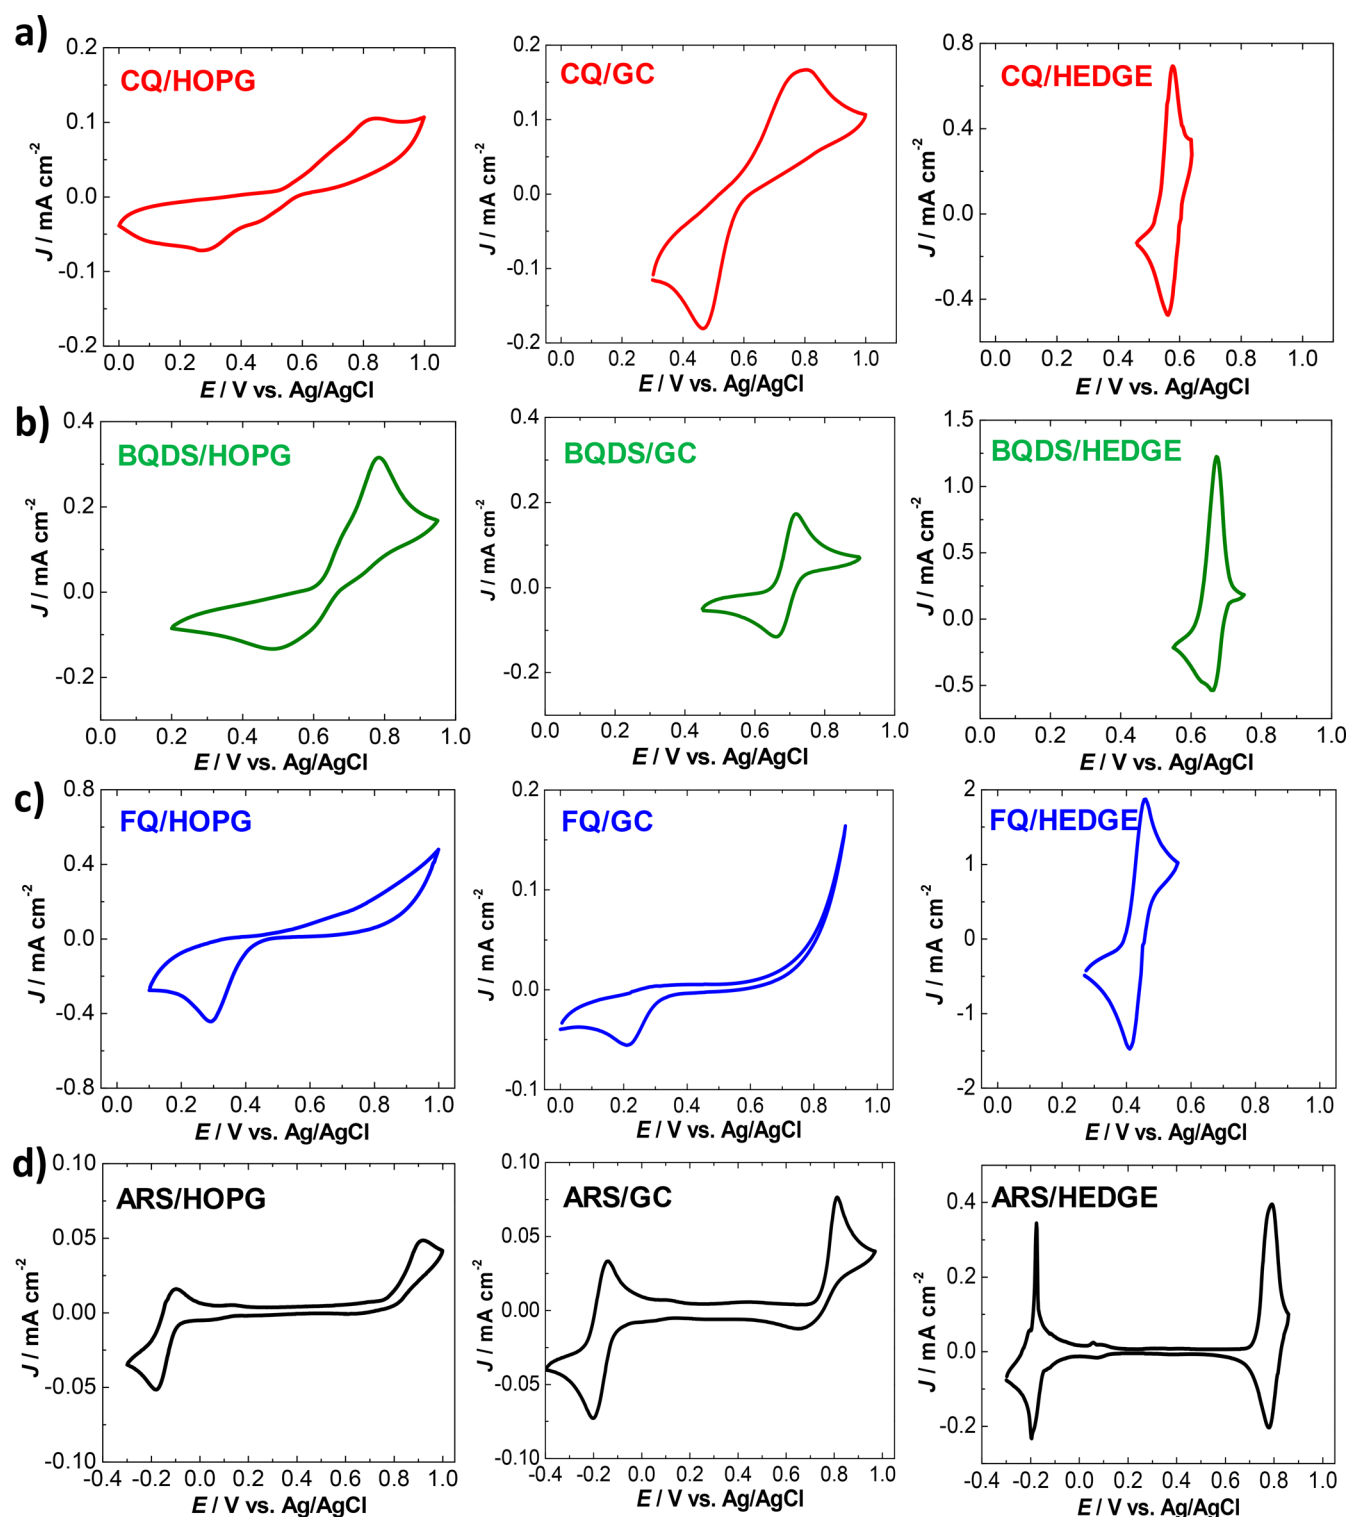 a)
CQ/HOPG
0.2
0.1
0.0
-0.1
-0.2
J / mA cm-2
0.0 0.2 0.4 0.6 0.8 1.0
E / V vs. Ag/AgCl
CQ/GC
0.2
0.1
0.0
-0.1
-0.2
J / mA cm-2
0.0 0.2 0.4 0.6 0.8 1.0
E / V vs. Ag/AgCl
CQ/HEDGE
0.8
0.4
0.0
-0.4
J / mA cm-2
0.0 0.2 0.4 0.6 0.8 1.0
E / V vs. Ag/AgCl
b)
BQDS/HOPG
0.4
0.2
0.0
-0.2
J / mA cm-2
0.0 0.2 0.4 0.6 0.8 1.0
E / V vs. Ag/AgCl
BQDS/GC
0.4
0.2
0.0
-0.2
J / mA cm-2
0.0 0.2 0.4 0.6 0.8 1.0
E / V vs. Ag/AgCl
BQDS/HEDGE
1.5
1.0
0.5
0.0
-0.5
J / mA cm-2
0.0 0.2 0.4 0.6 0.8 1.0
E / V vs. Ag/AgCl
c)
FQ/HOPG
0.8
0.4
0.0
-0.4
-0.8
J / mA cm-2
0.0 0.2 0.4 0.6 0.8 1.0
E / V vs. Ag/AgCl
FQ/GC
0.2
0.1
0.0
-0.1
J / mA cm-2
0.0 0.2 0.4 0.6 0.8 1.0
E / V vs. Ag/AgCl
FQ/HEDGE
2
1
0
-1
-2
J / mA cm-2
0.0 0.2 0.4 0.6 0.8 1.0
E / V vs. Ag/AgCl
d)
ARS/HOPG
0.10
0.05
0.00
-0.05
-0.10
J / mA cm-2
-0.4 -0.2 0.0 0.2 0.4 0.6 0.8 1.0
E / V vs. Ag/AgCl
ARS/GC
0.10
0.05
0.00
-0.05
-0.10
J / mA cm-2
-0.4 -0.2 0.0 0.2 0.4 0.6 0.8 1.0
E / V vs. Ag/AgCl
ARS/HEDGE
0.4
0.2
0.0
-0.2
J / mA cm-2
-0.4 -0.2 0.0 0.2 0.4 0.6 0.8 1.0
E / V vs. Ag/AgCl